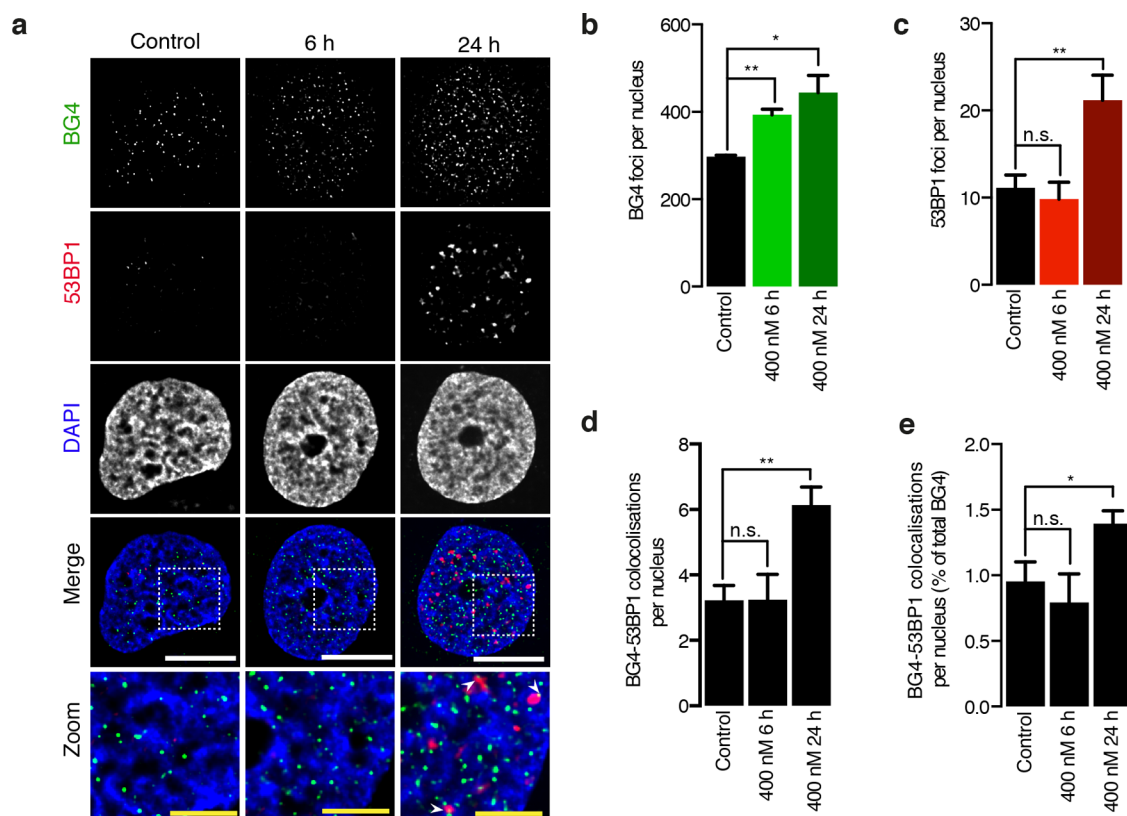 a
Control 6 h 24 h
BG4
53BP1
DAPI
Merge
Zoom
b
BG4 foci per nucleus
600
400
200
0
**
*
Control
400 nM 6 h
400 nM 24 h
c
53BP1 foci per nucleus
30
20
10
0
n.s.
**
Control
400 nM 6 h
400 nM 24 h
d
BG4-53BP1 colocolisations
per nucleus
8
6
4
2
0
n.s.
**
Control
400 nM 6 h
400 nM 24 h
e
BG4-53BP1 colocalisations
per nucleus (% of total BG4)
2.0
1.5
1.0
0.5
0.0
n.s.
*
Control
400 nM 6 h
400 nM 24 h